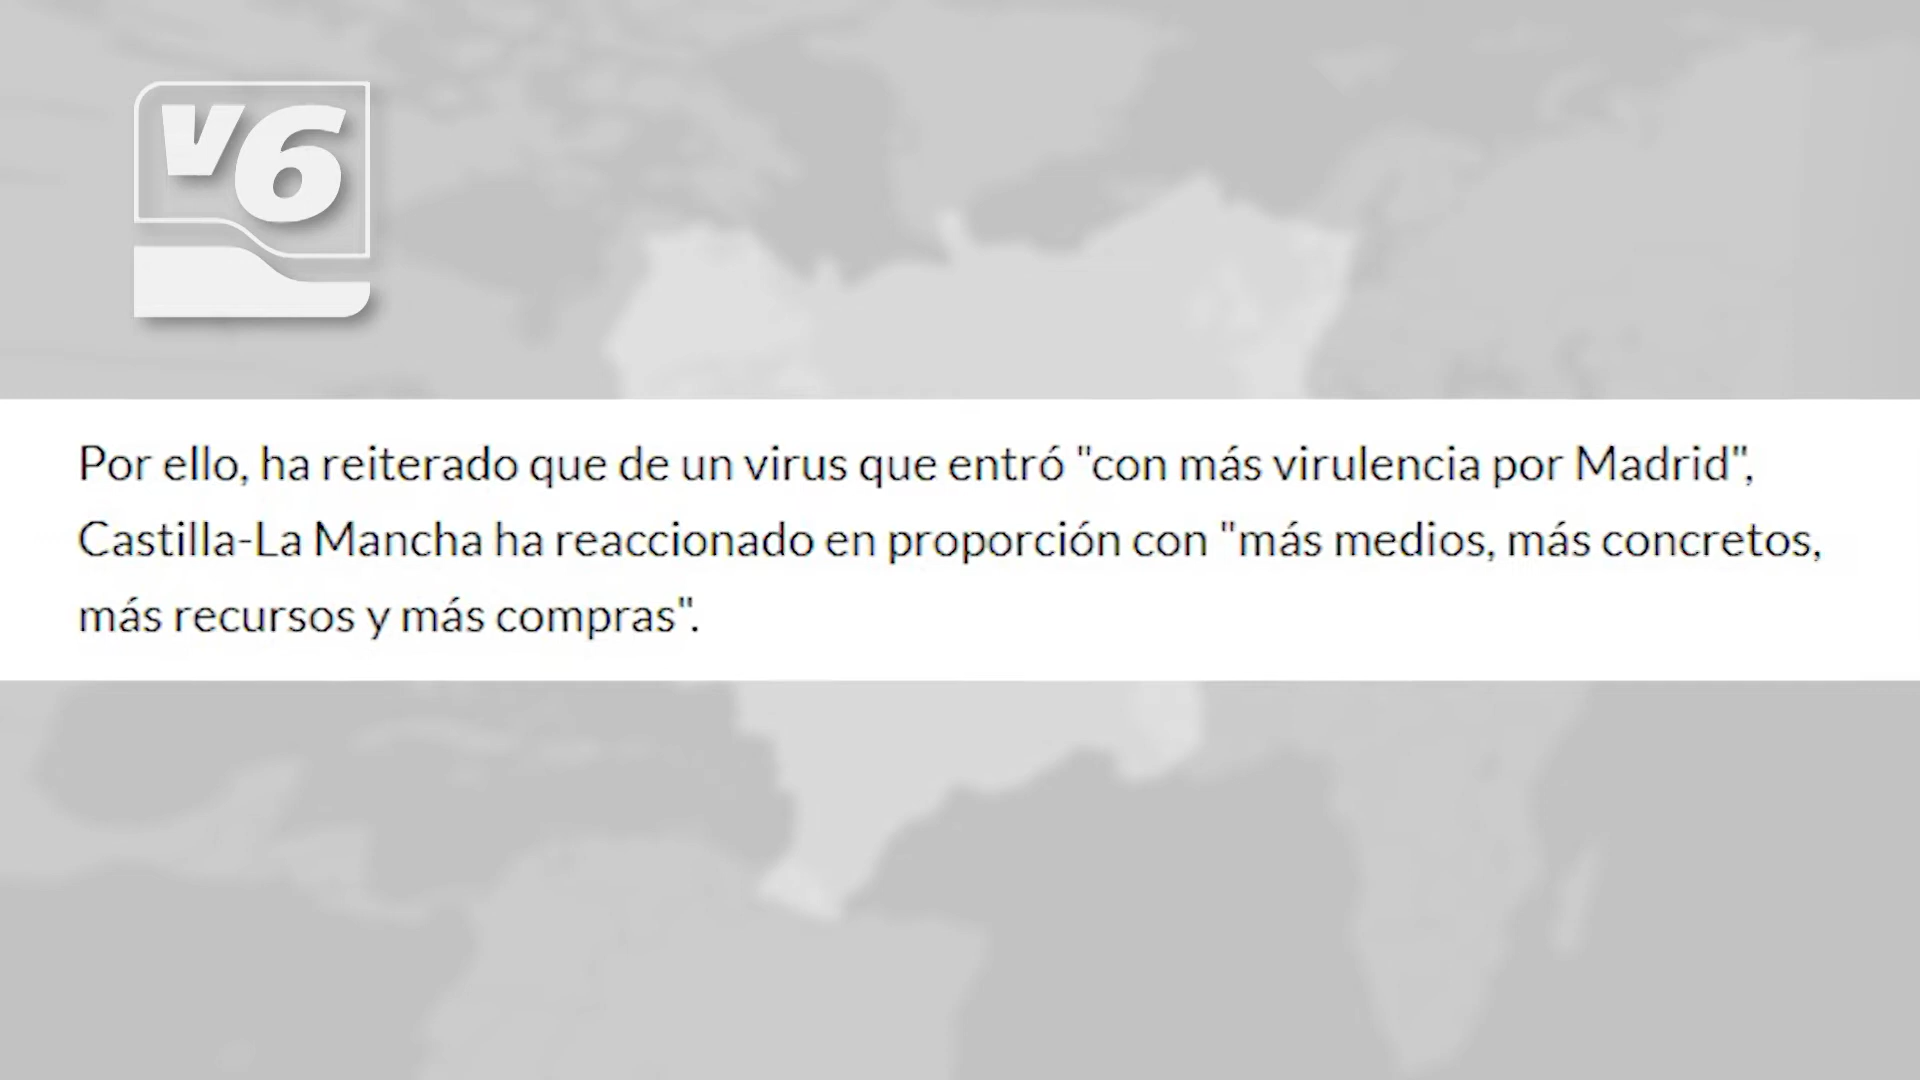 V6
Por ello, ha reiterado que de un virus que entró "con más virulencia por Madrid",
Castilla-La Mancha ha reaccionado en proporción con "más medios, más concretos,
más recursos y más compras".